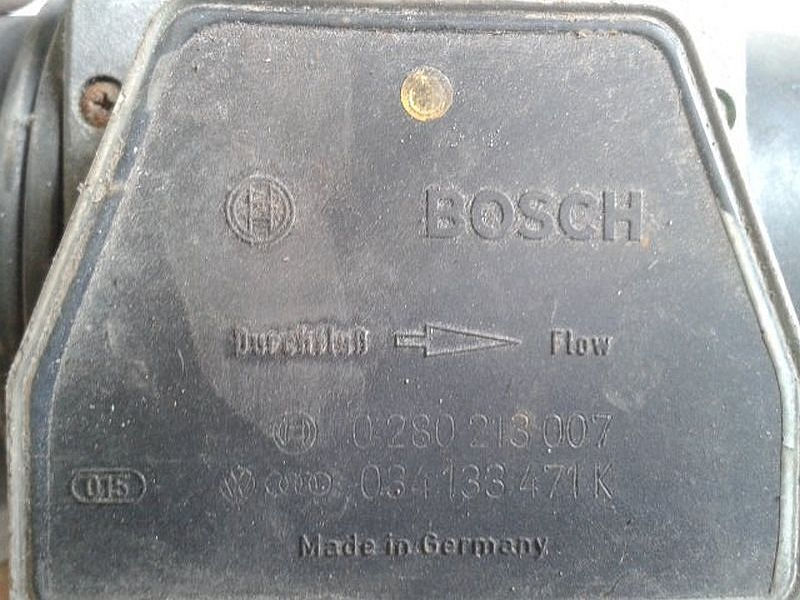 BOSCH
Durchfluß Flow
0 280 213 007
015
034 133 471 K
Made in Germany